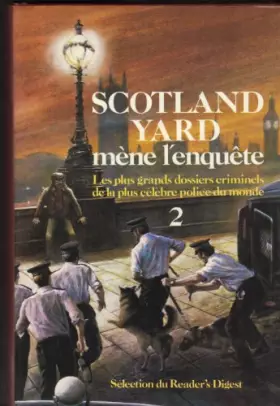 SCOTLAND
YARD
mène l'enquête
Les plus grands dossiers criminels
de la plus célèbre police du monde
2
Sélection du Reader's Digest